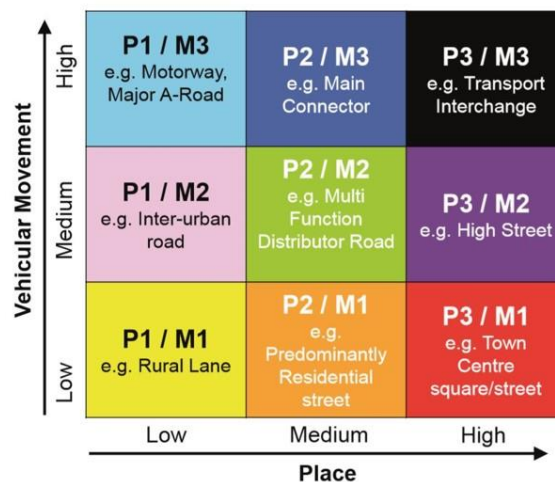 Vehicular Movement
High
Medium
Low
P1 / M3
e.g. Motorway,
Major A-Road
P2 / M3
e.g. Main
Connector
P3 / M3
e.g. Transport
Interchange
P1 / M2
e.g. Inter-urban
road
P2 / M2
e.g. Multi
Function
Distributor Road
P3 / M2
e.g. High Street
P1 / M1
e.g. Rural Lane
P2 / M1
e.g.
Predominantly
Residential
street
P3 / M1
e.g. Town
Centre
square/street
Low
Medium
High
Place